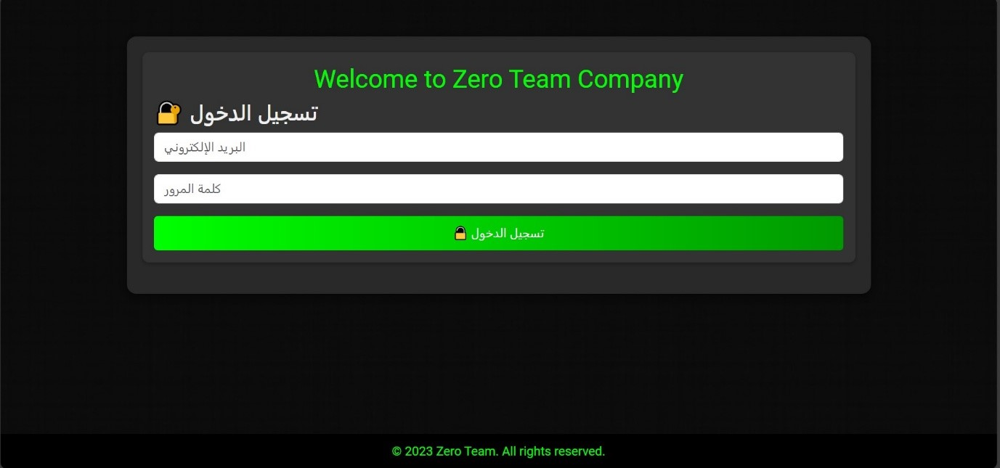 Welcome to Zero Team Company
🔐 تسجيل الدخول
البريد الإلكتروني
كلمة المرور
تسجيل الدخول 🔒
© 2023 Zero Team. All rights reserved.